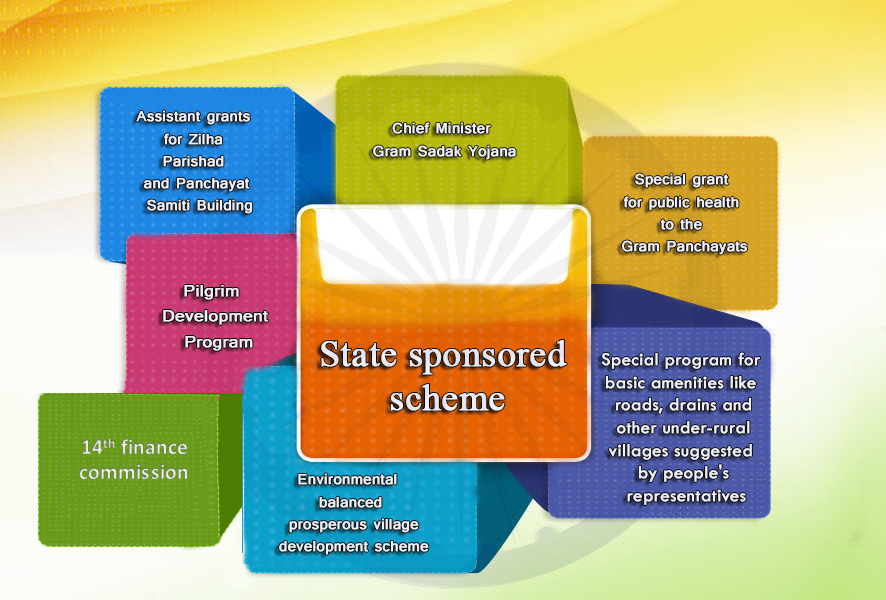 Assistant grants
for Zilha
Parishad
and Panchayat
Samiti Building
Chief Minister
Gram Sadak Yojana
Special grant
for public health
to the
Gram Panchayats
Pilgrim
Development
Program
State sponsored
scheme
Special program for
basic amenities like
roads, drains and
other under-rural
villages suggested
by people's
representatives
14th finance
commission
Environmental
balanced
prosperous village
development scheme